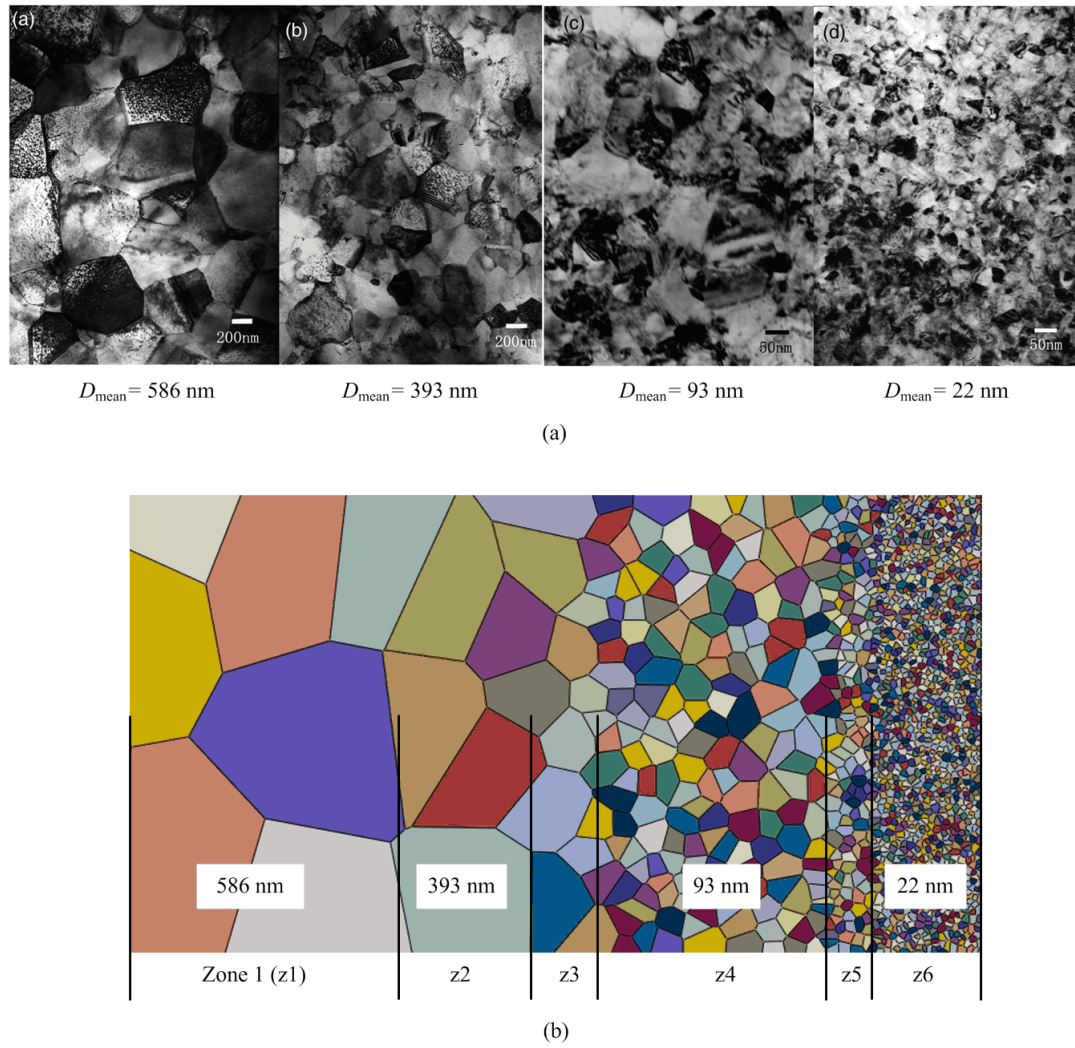 (a)
(b)
(c)
(d)
200nm
200nm
50nm
50nm
D_mean = 586 nm
D_mean = 393 nm
D_mean = 93 nm
D_mean = 22 nm
(a)
586 nm
393 nm
93 nm
22 nm
Zone 1 (z1)
z2
z3
z4
z5
z6
(b)